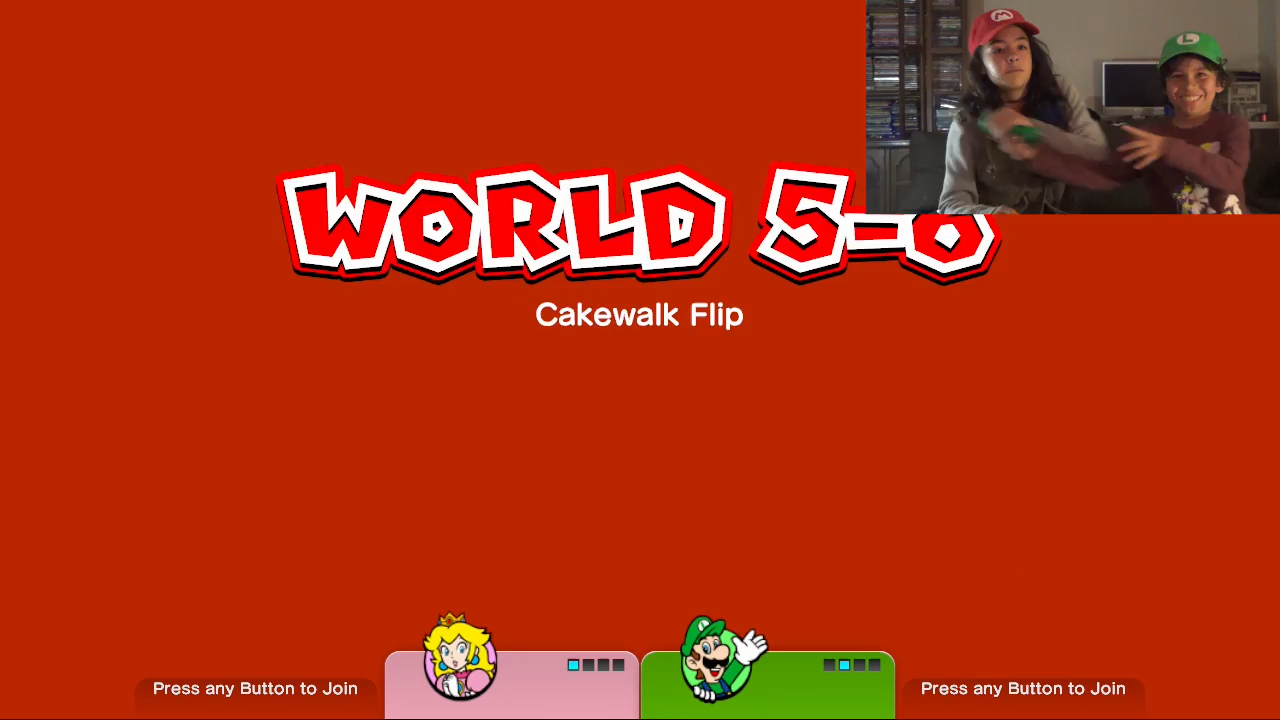 M
L
WORLD 5-6
Cakewalk Flip
L
Press any Button to Join
Press any Button to Join